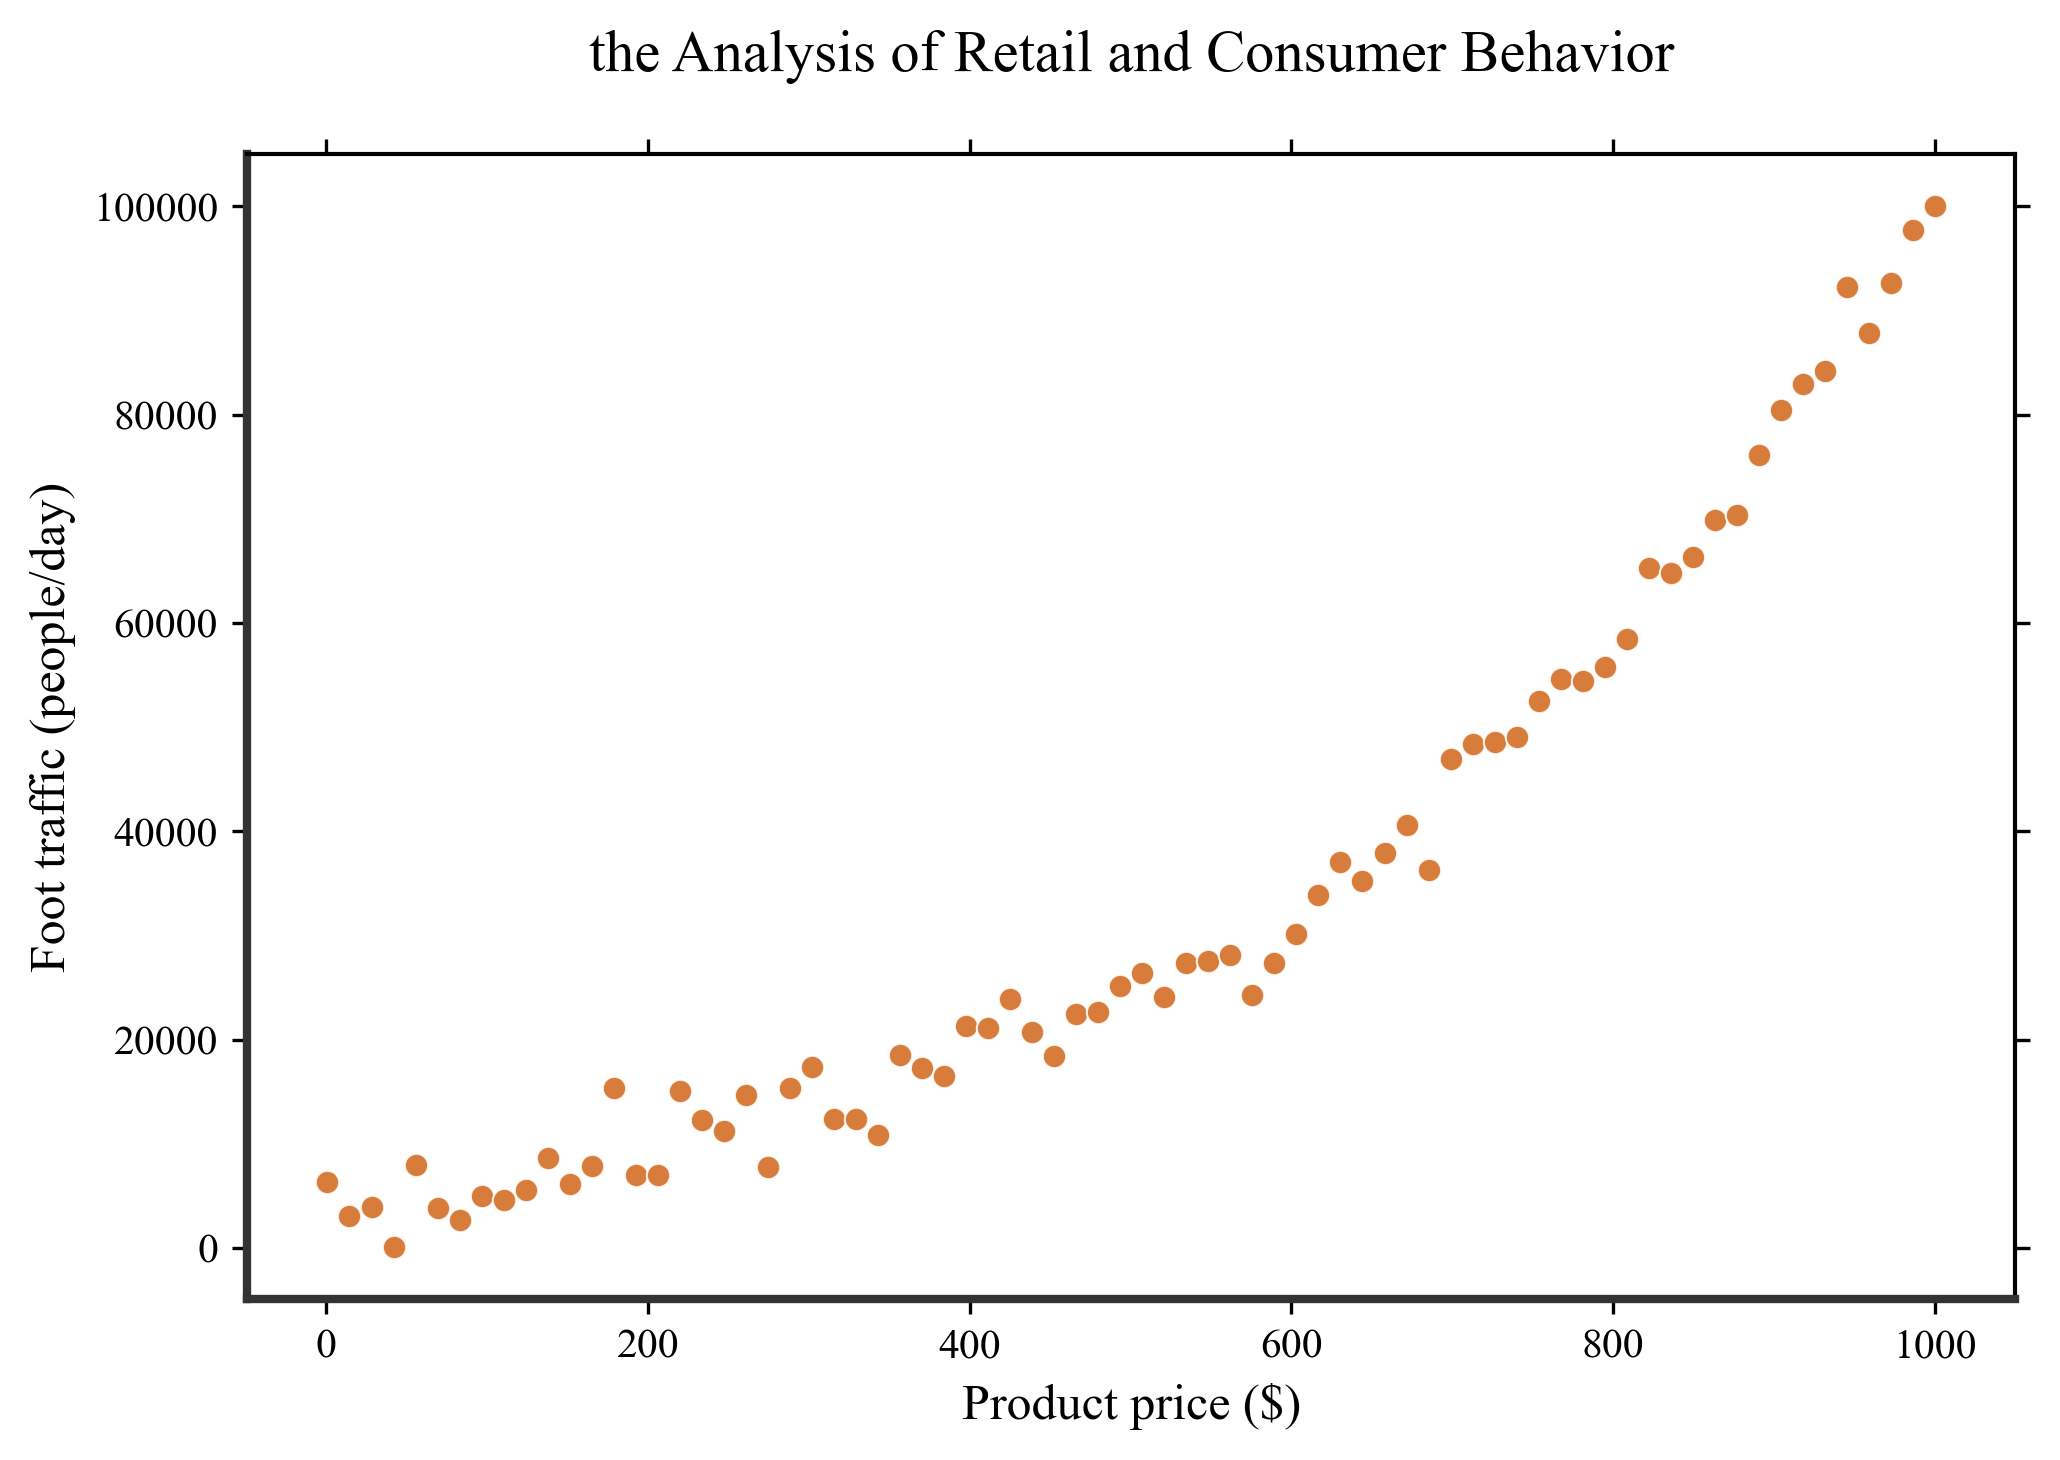 the Analysis of Retail and Consumer Behavior
100000
80000
60000
40000
20000
0
Foot traffic (people/day)
0 200 400 600 800 1000
Product price ($)